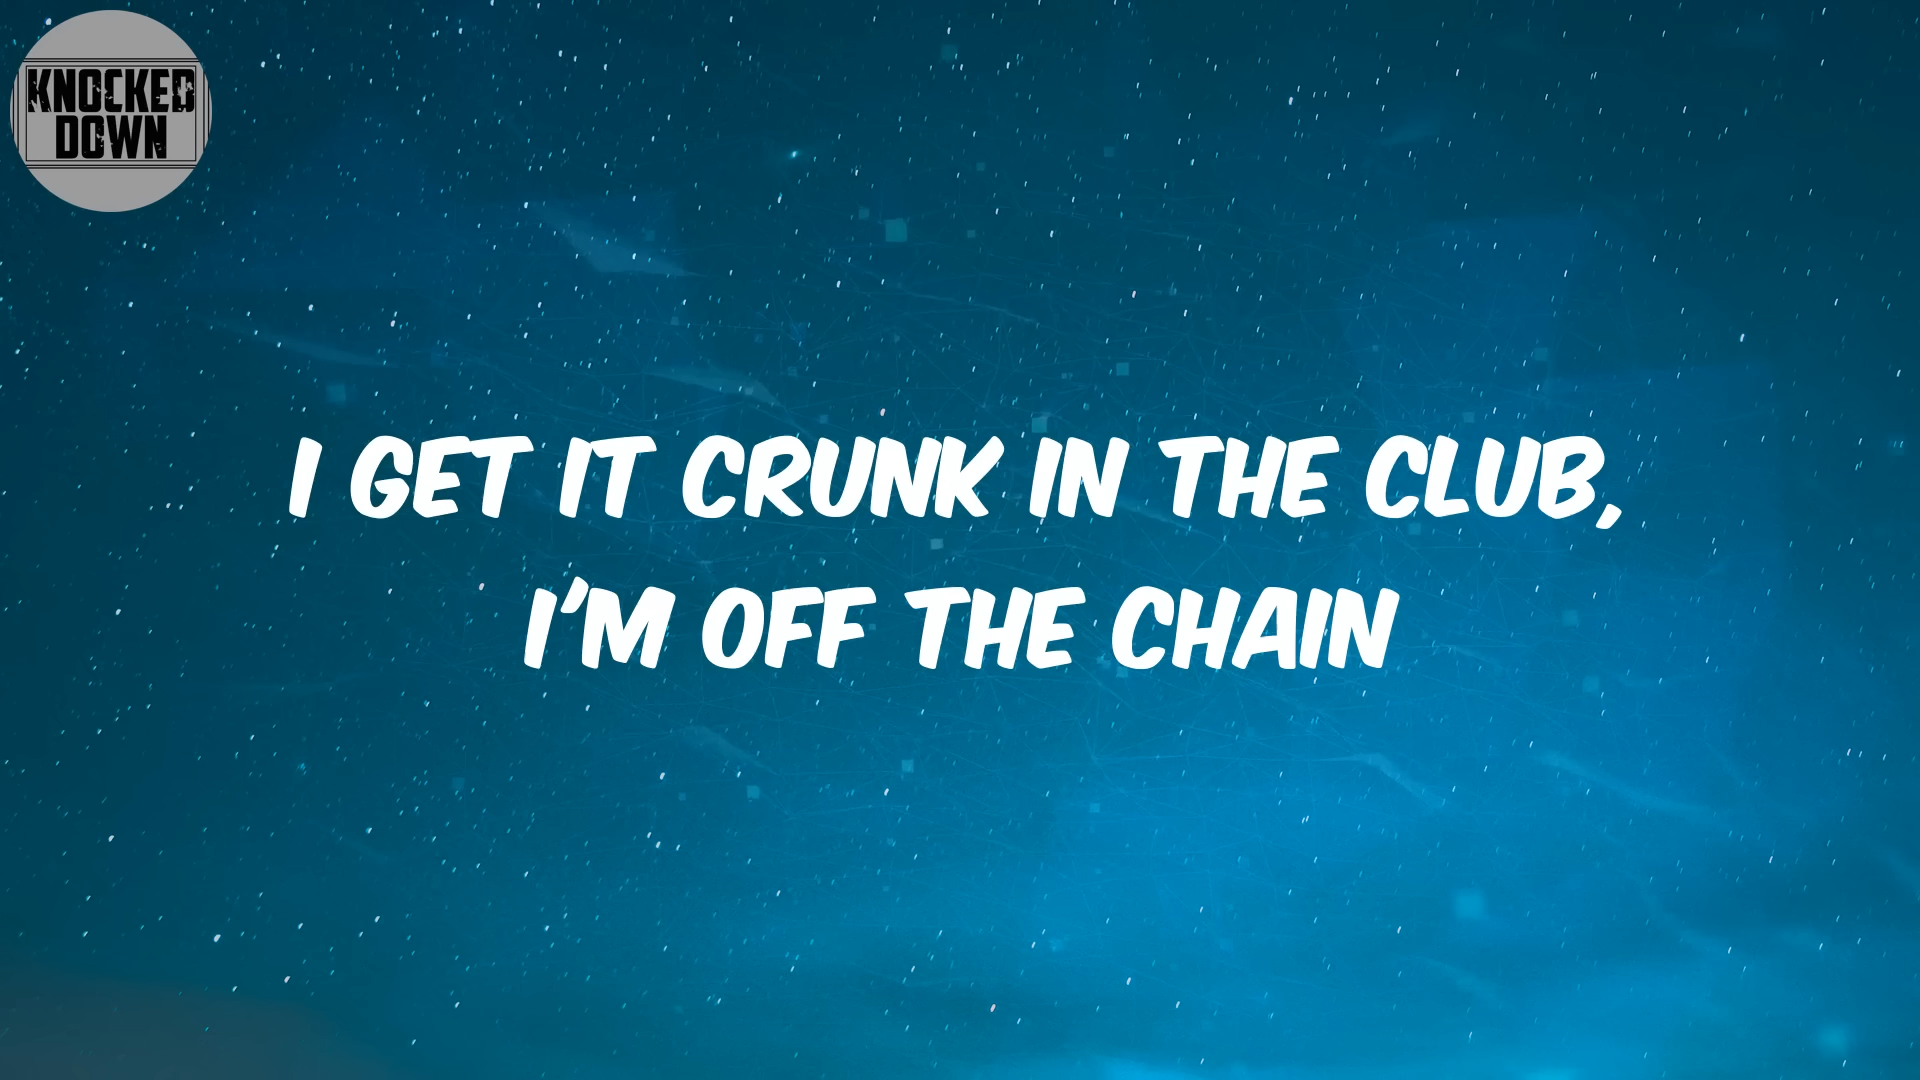 KNOCKED
DOWN
I GET IT CRUNK IN THE CLUB,
I'M OFF THE CHAIN